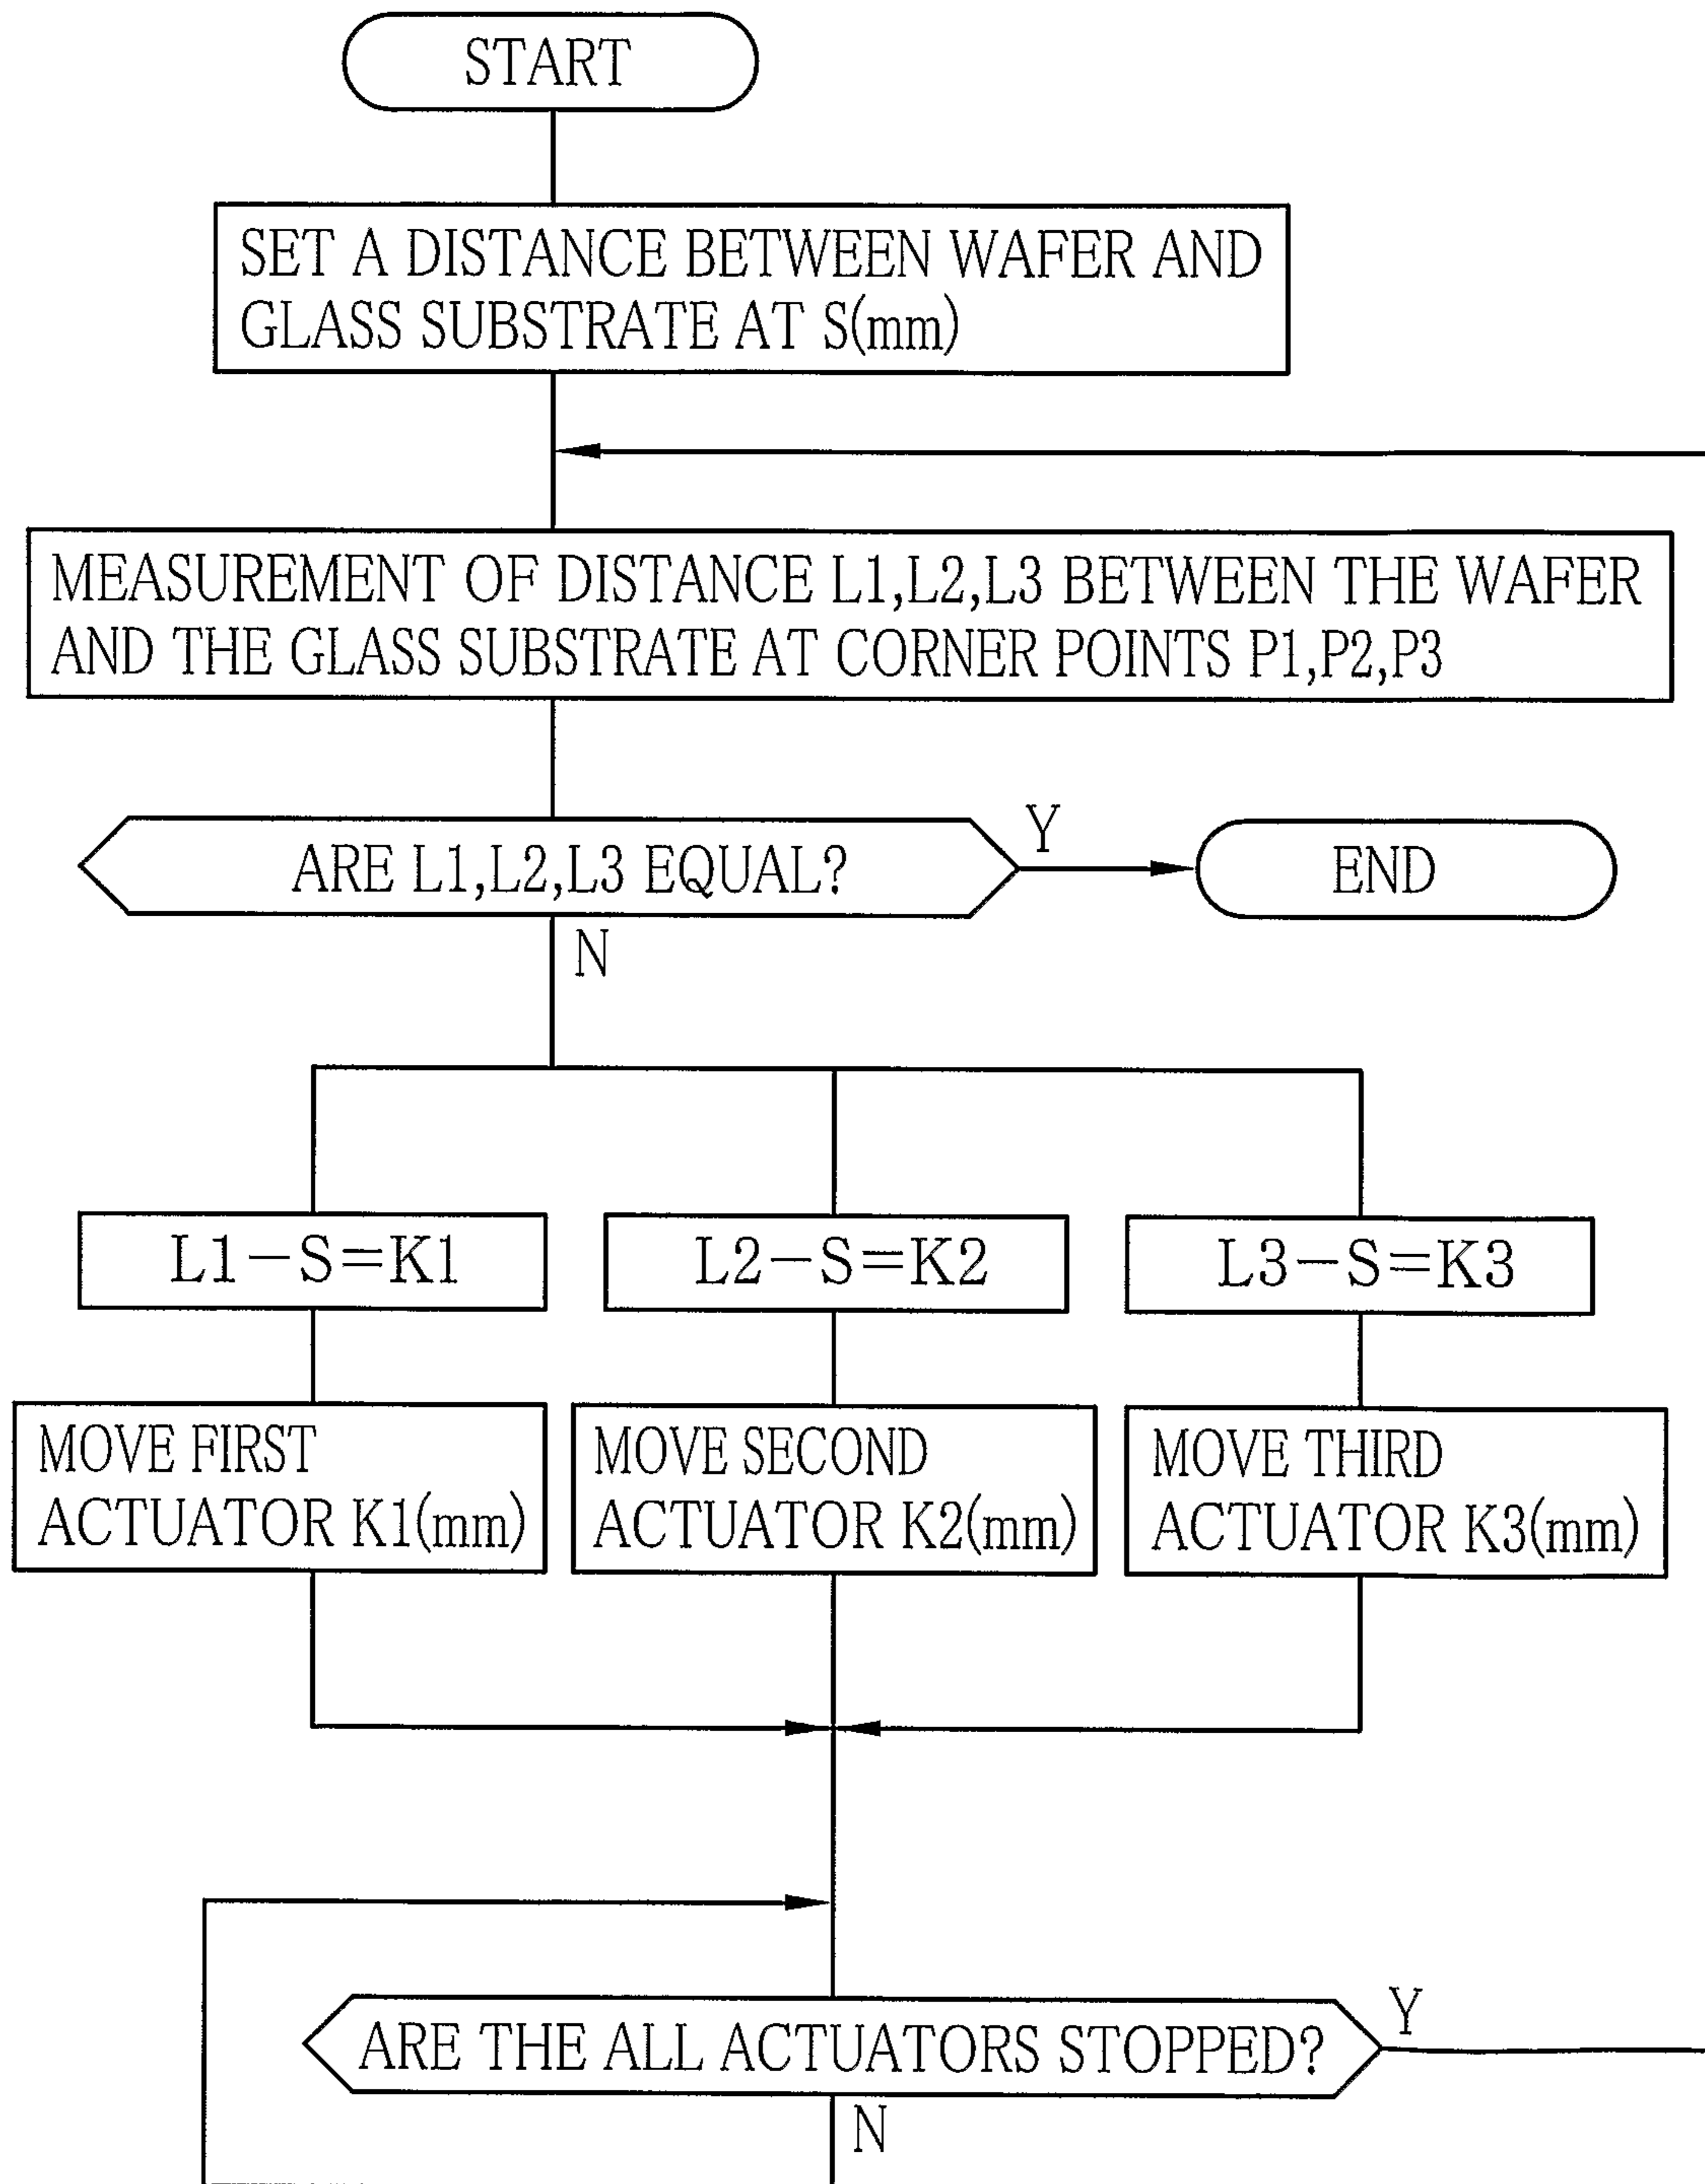 START
SET A DISTANCE BETWEEN WAFER AND
GLASS SUBSTRATE AT S(mm)
MEASUREMENT OF DISTANCE L1,L2,L3 BETWEEN THE WAFER
AND THE GLASS SUBSTRATE AT CORNER POINTS P1,P2,P3
ARE L1,L2,L3 EQUAL?
Y
END
N
L1-S=K1
L2-S=K2
L3-S=K3
MOVE FIRST
ACTUATOR K1(mm)
MOVE SECOND
ACTUATOR K2(mm)
MOVE THIRD
ACTUATOR K3(mm)
ARE THE ALL ACTUATORS STOPPED?
Y
N